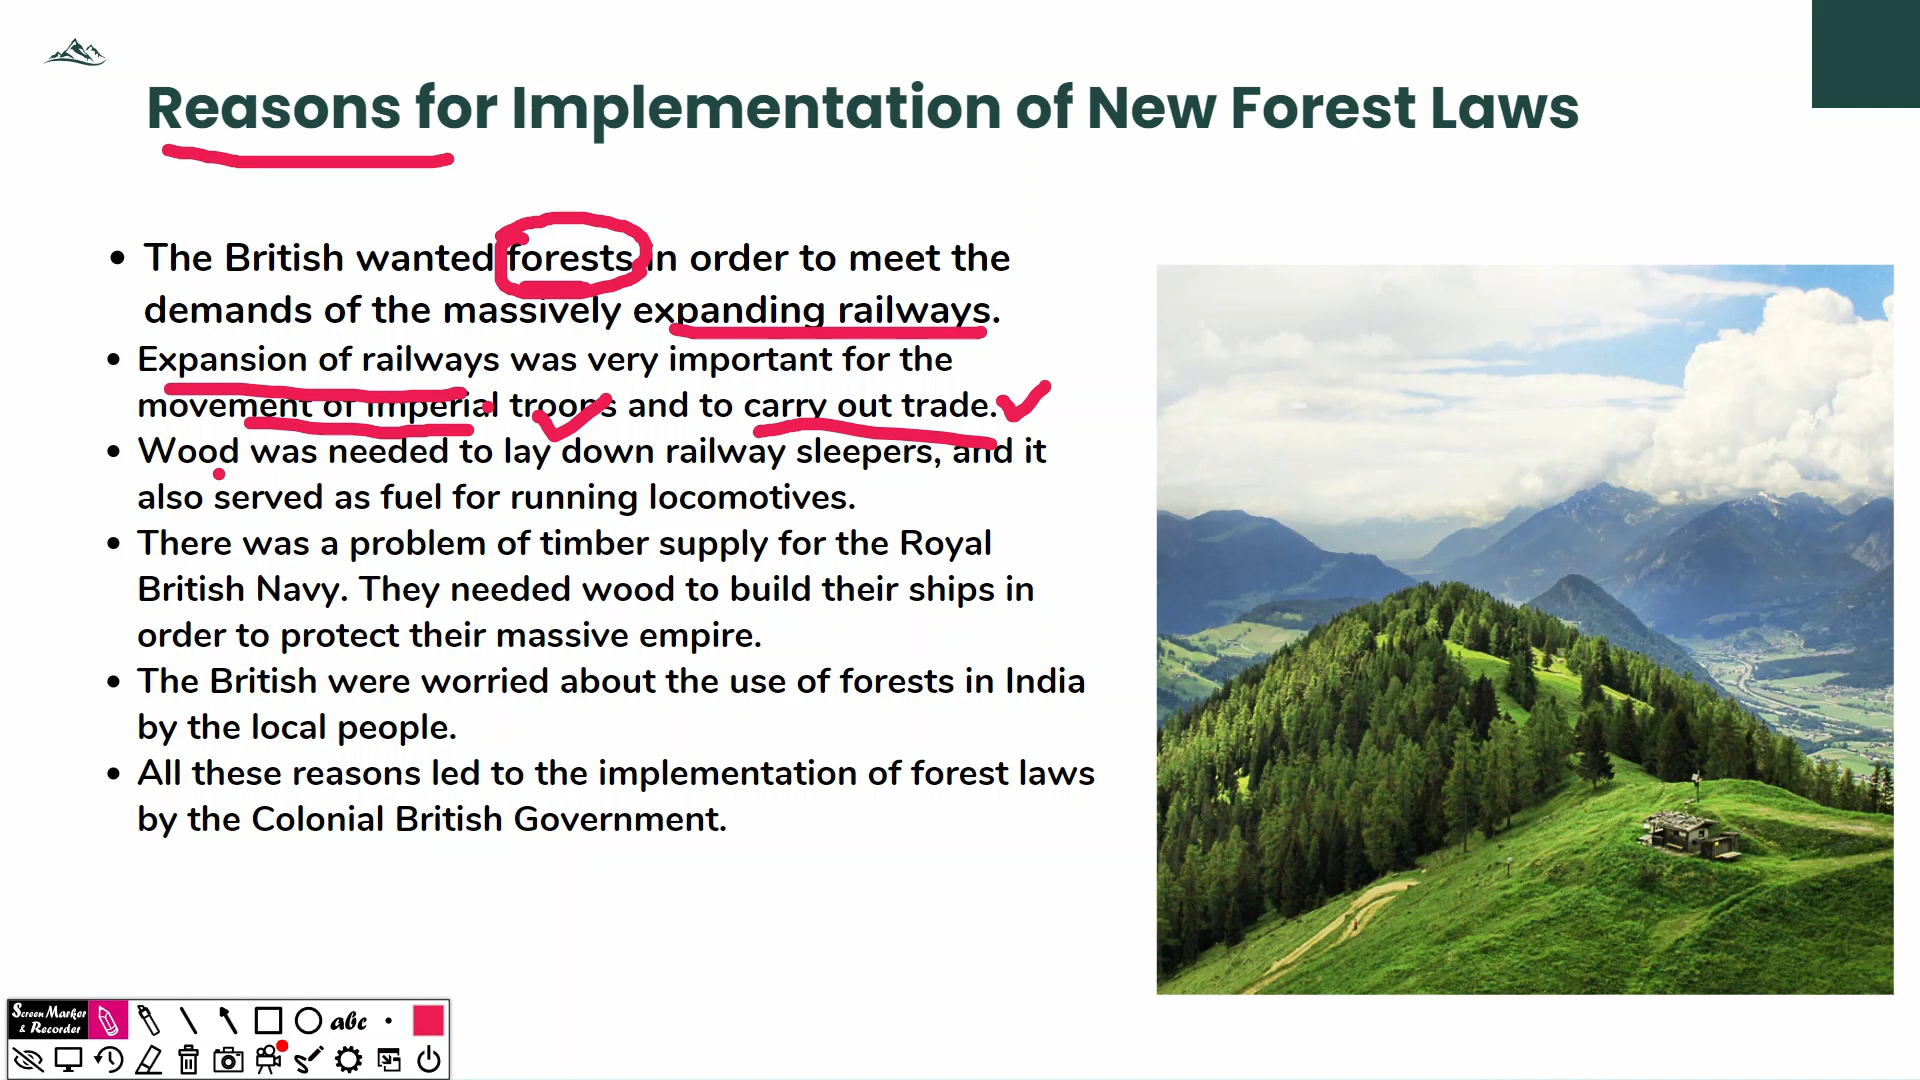 Reasons for Implementation of New Forest Laws
• The British wanted forests in order to meet the
demands of the massively expanding railways.
• Expansion of railways was very important for the
movement of imperial troops and to carry out trade.
• Wood was needed to lay down railway sleepers, and it
also served as fuel for running locomotives.
• There was a problem of timber supply for the Royal
British Navy. They needed wood to build their ships in
order to protect their massive empire.
• The British were worried about the use of forests in India
by the local people.
• All these reasons led to the implementation of forest laws
by the Colonial British Government.
Screen Marker
& Recorder
abc